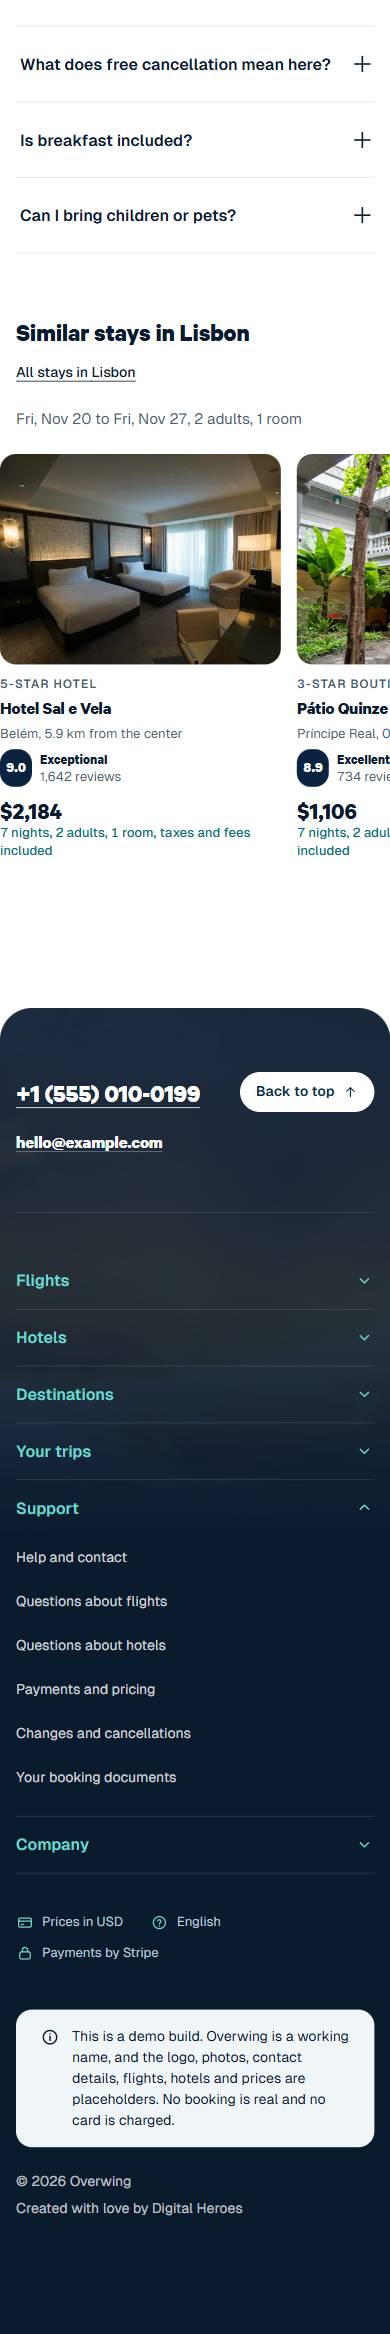 What does free cancellation mean here?
Is breakfast included?
Can I bring children or pets?
Similar stays in Lisbon
All stays in Lisbon
Fri, Nov 20 to Fri, Nov 27, 2 adults, 1 room
5-STAR HOTEL
Hotel Sal e Vela
Belém, 5.9 km from the center
9.0
Exceptional
1,642 reviews
$2,184
7 nights, 2 adults, 1 room, taxes and fees
included
3-STAR BOUTI
Pátio Quinze
Príncipe Real, 0
8.9
Excellent
734 revie
$1,106
7 nights, 2 adul
included
+1 (555) 010-0199
Back to top
hello@example.com
Flights
Hotels
Destinations
Your trips
Support
Help and contact
Questions about flights
Questions about hotels
Payments and pricing
Changes and cancellations
Your booking documents
Company
Prices in USD
English
Payments by Stripe
This is a demo build. Overwing is a working
name, and the logo, photos, contact
details, flights, hotels and prices are
placeholders. No booking is real and no
card is charged.
© 2026 Overwing
Created with love by Digital Heroes